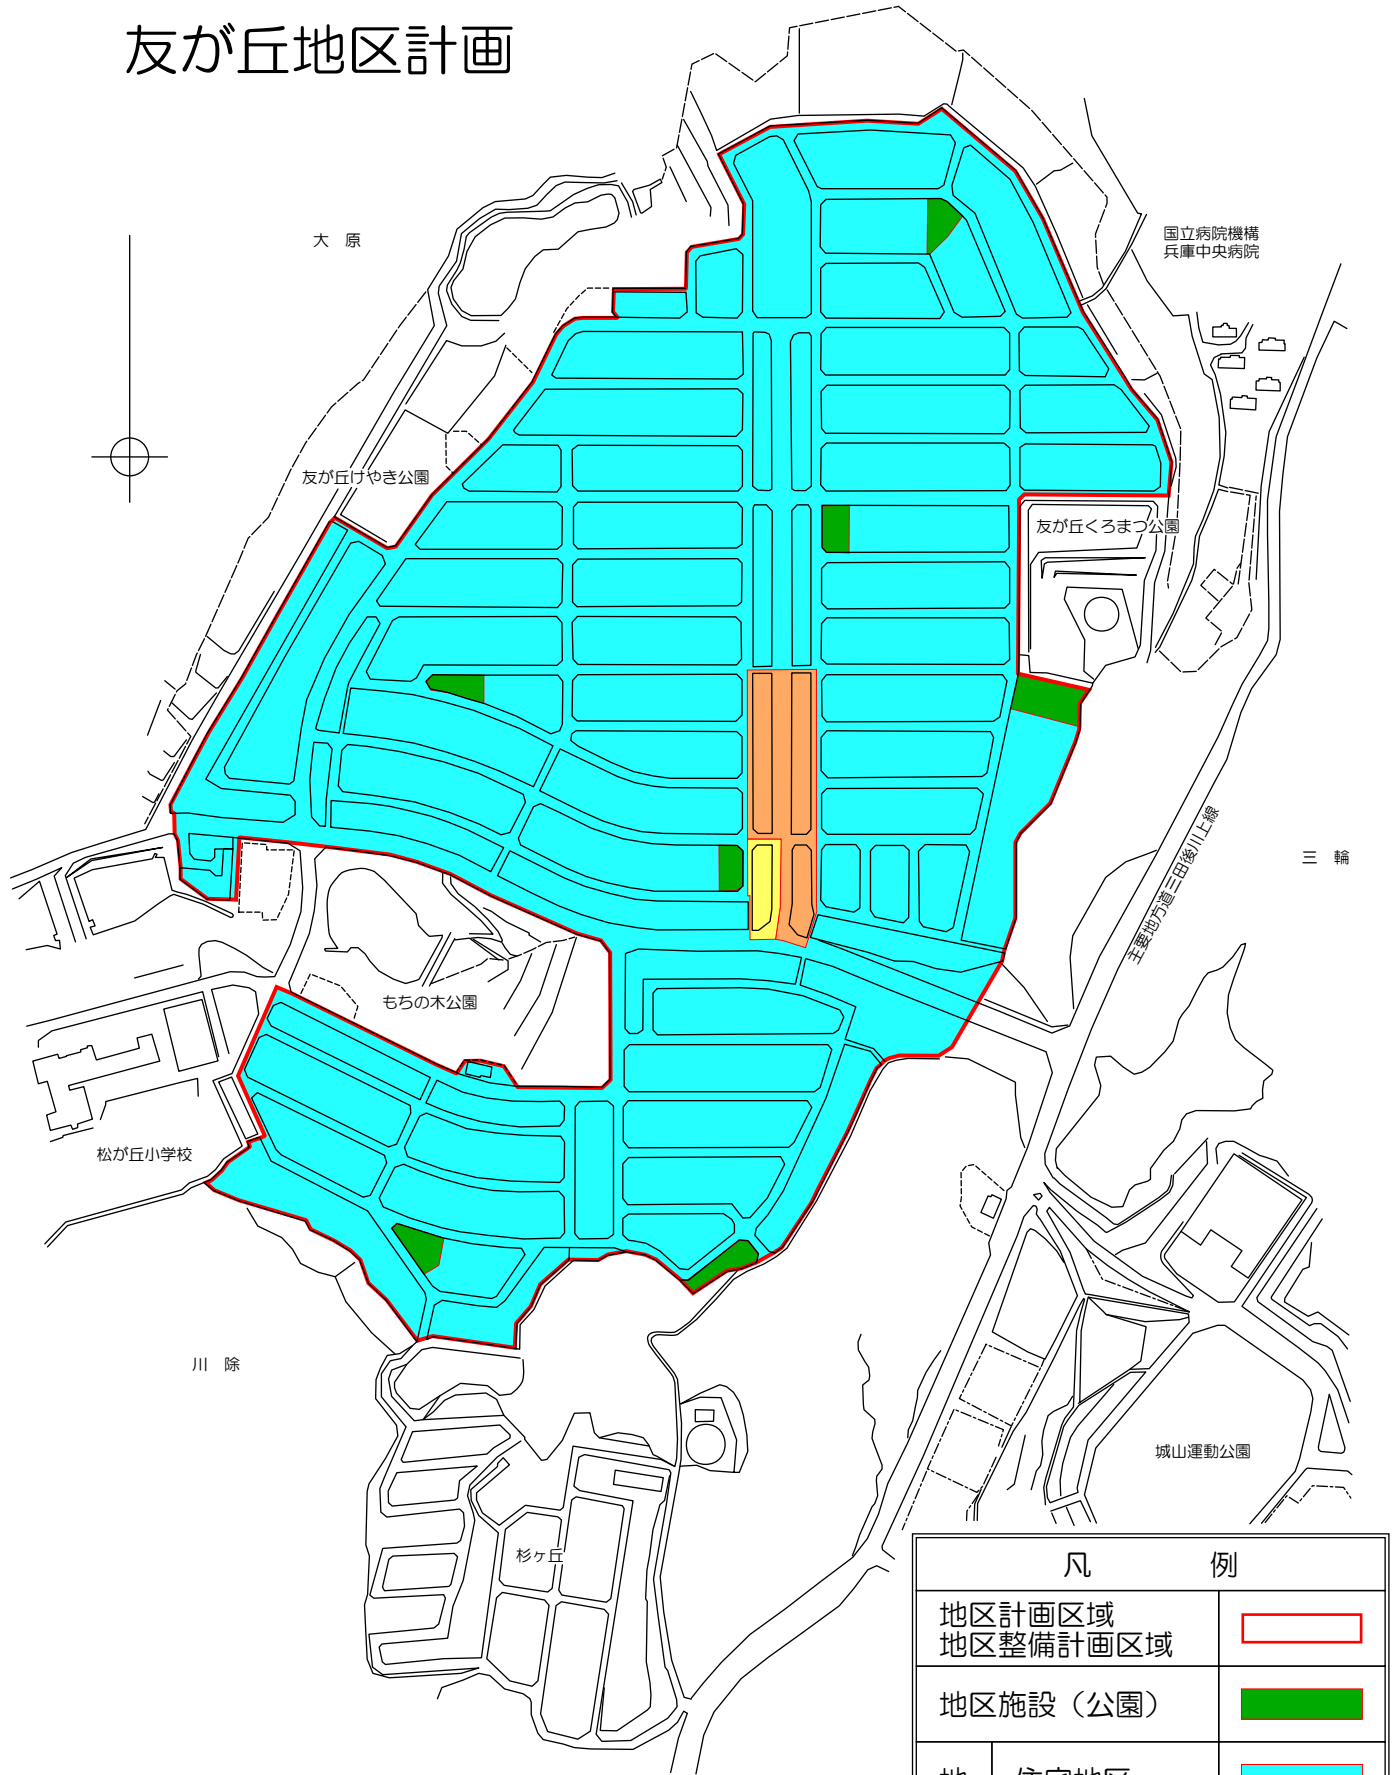 友が丘地区計画
大　原
国立病院機構
兵庫中央病院
友が丘けやき公園
友が丘くろまつ公園
主要地方道三田後川上線
三　輪
もちの木公園
松が丘小学校
川　除
城山運動公園
杉ヶ丘
凡　例
地区計画区域
地区整備計画区域
地区施設（公園）
地 住宅地区